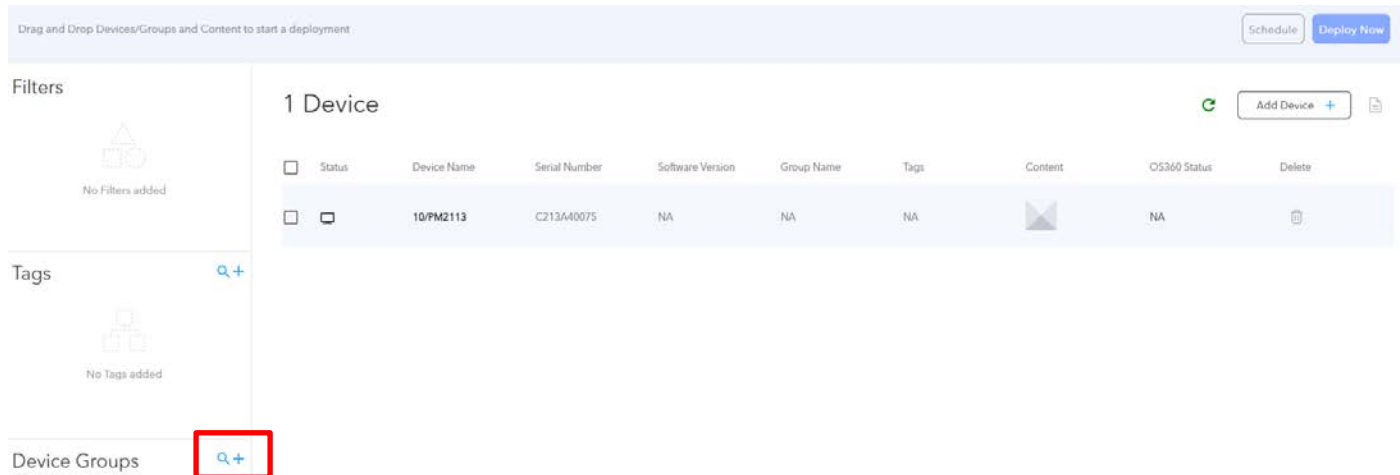 Drag and Drop Devices/Groups and Content to start a deployment
Schedule
Deploy Now
Filters
No Filters added
1 Device
Add Device +
Status Device Name Serial Number Software Version Group Name Tags Content OS360 Status Delete
10/PM2113 C213A40075 NA NA NA NA
Tags
No Tags added
Device Groups